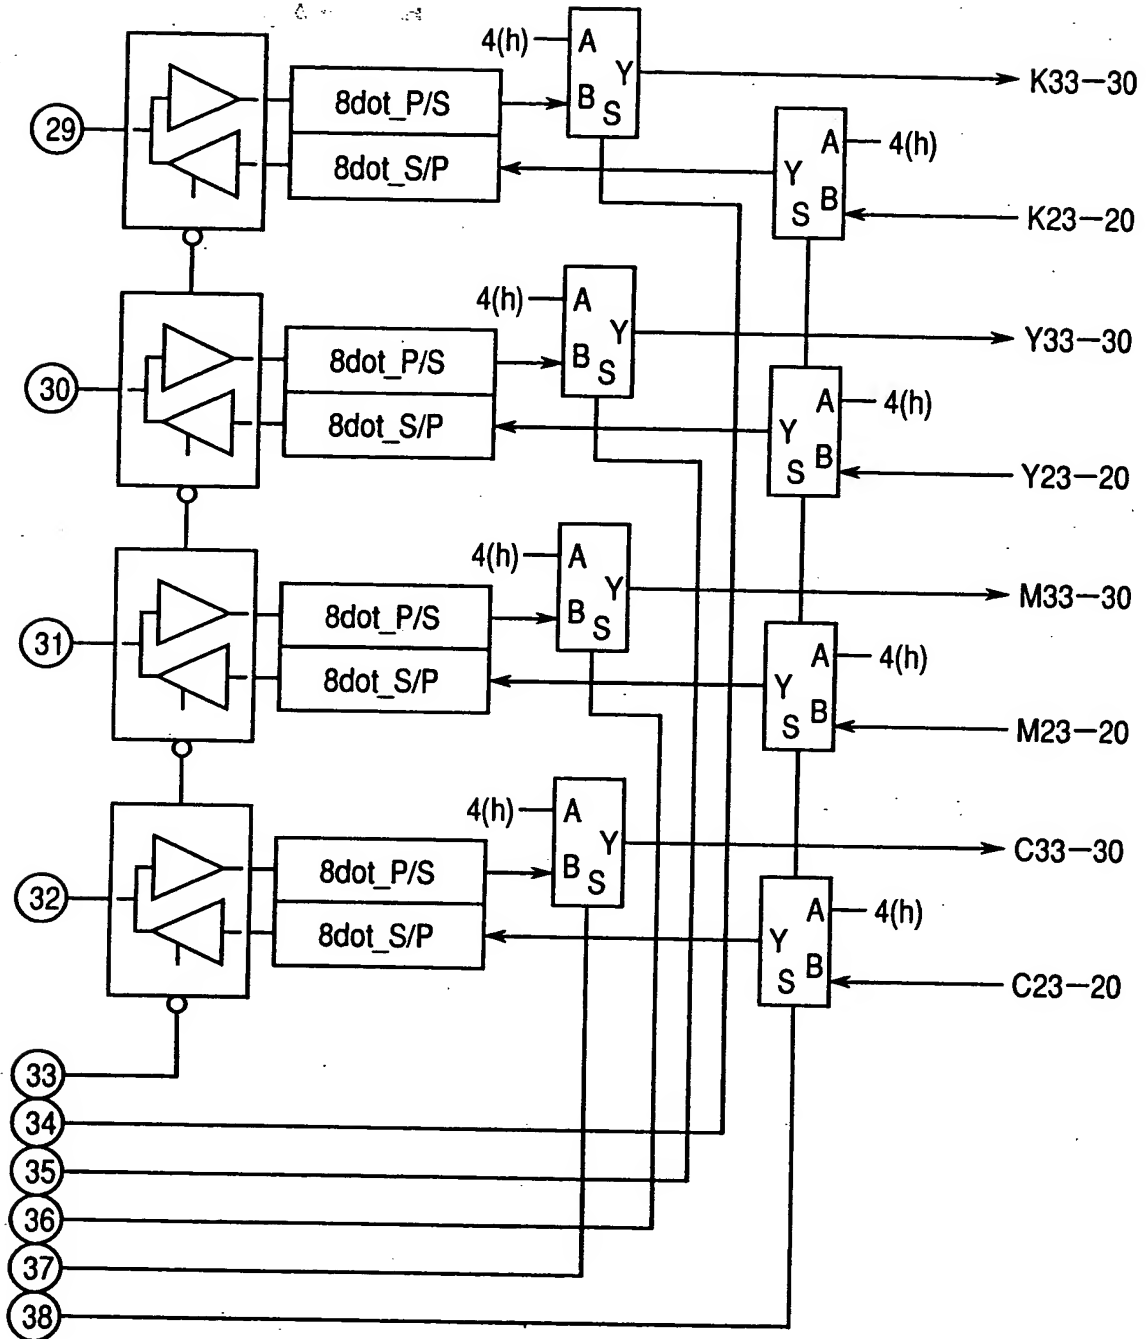 4(h) A
Y
B
S
K33-30
29
8dot_P/S
8dot_S/P
A 4(h)
Y
B
S
K23-20
4(h) A
Y
B
S
Y33-30
30
8dot_P/S
8dot_S/P
A 4(h)
Y
B
S
Y23-20
4(h) A
Y
B
S
M33-30
31
8dot_P/S
8dot_S/P
A 4(h)
Y
B
S
M23-20
4(h) A
Y
B
S
C33-30
32
8dot_P/S
8dot_S/P
A 4(h)
Y
B
S
C23-20
33
34
35
36
37
38